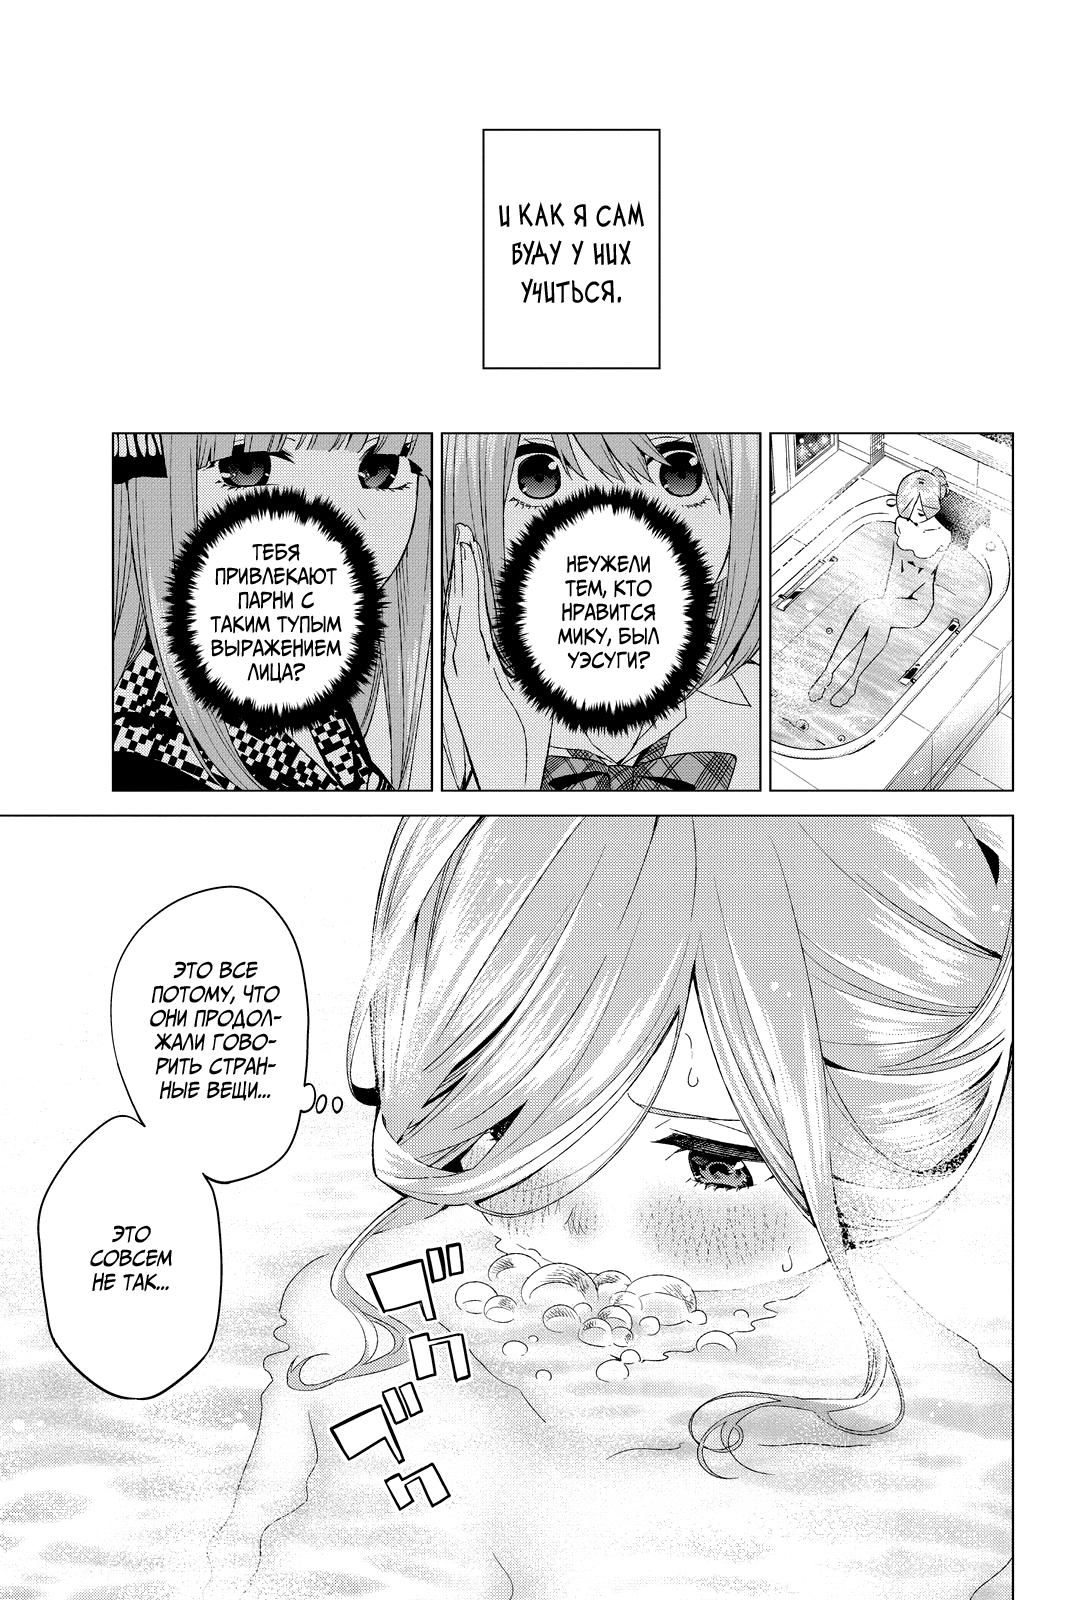 И КАК Я САМ
БУДУ У НИХ
УЧИТЬСЯ.
НЕУЖЕЛИ
ТЕМ, КТО
НРАВИТСЯ
МИКУ, БЫЛ
УЭСУГИ?
ТЕБЯ
ПРИВЛЕКАЮТ
ПАРНИ С
ТАКИМ ТУПЫМ
ВЫРАЖЕНИЕМ
ЛИЦА?
ЭТО ВСЕ
ПОТОМУ, ЧТО
ОНИ ПРОДОЛ-
ЖАЛИ ГОВО-
РИТЬ СТРАН-
НЫЕ ВЕЩИ...
ЭТО
СОВСЕМ
НЕ ТАК...
ブク
ブク